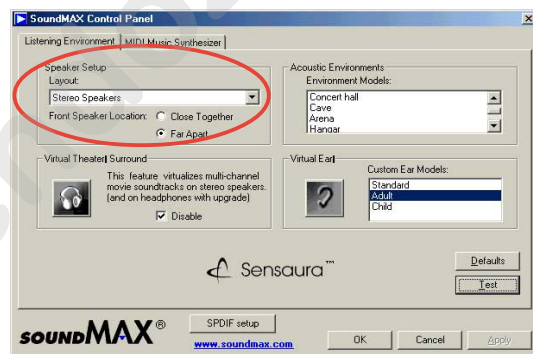 SoundMAX Control Panel
Listening Environment
MIDI Music Synthesizer
Speaker Setup
Layout:
Stereo Speakers
Front Speaker Location:
Close Together
Far Apart
Acoustic Environments
Environment Models:
Concert hall
Cave
Arena
Hangar
Virtual Theater Surround
This feature virtualizes multi-channel
movie soundtracks on stereo speakers.
(and on headphones with upgrade)
Disable
Virtual Ear
Custom Ear Models:
Standard
Adult
Child
Sensaura™
Defaults
Test
SOUNDMAX®
SPDIF setup
www.soundmax.com
OK
Cancel
Apply